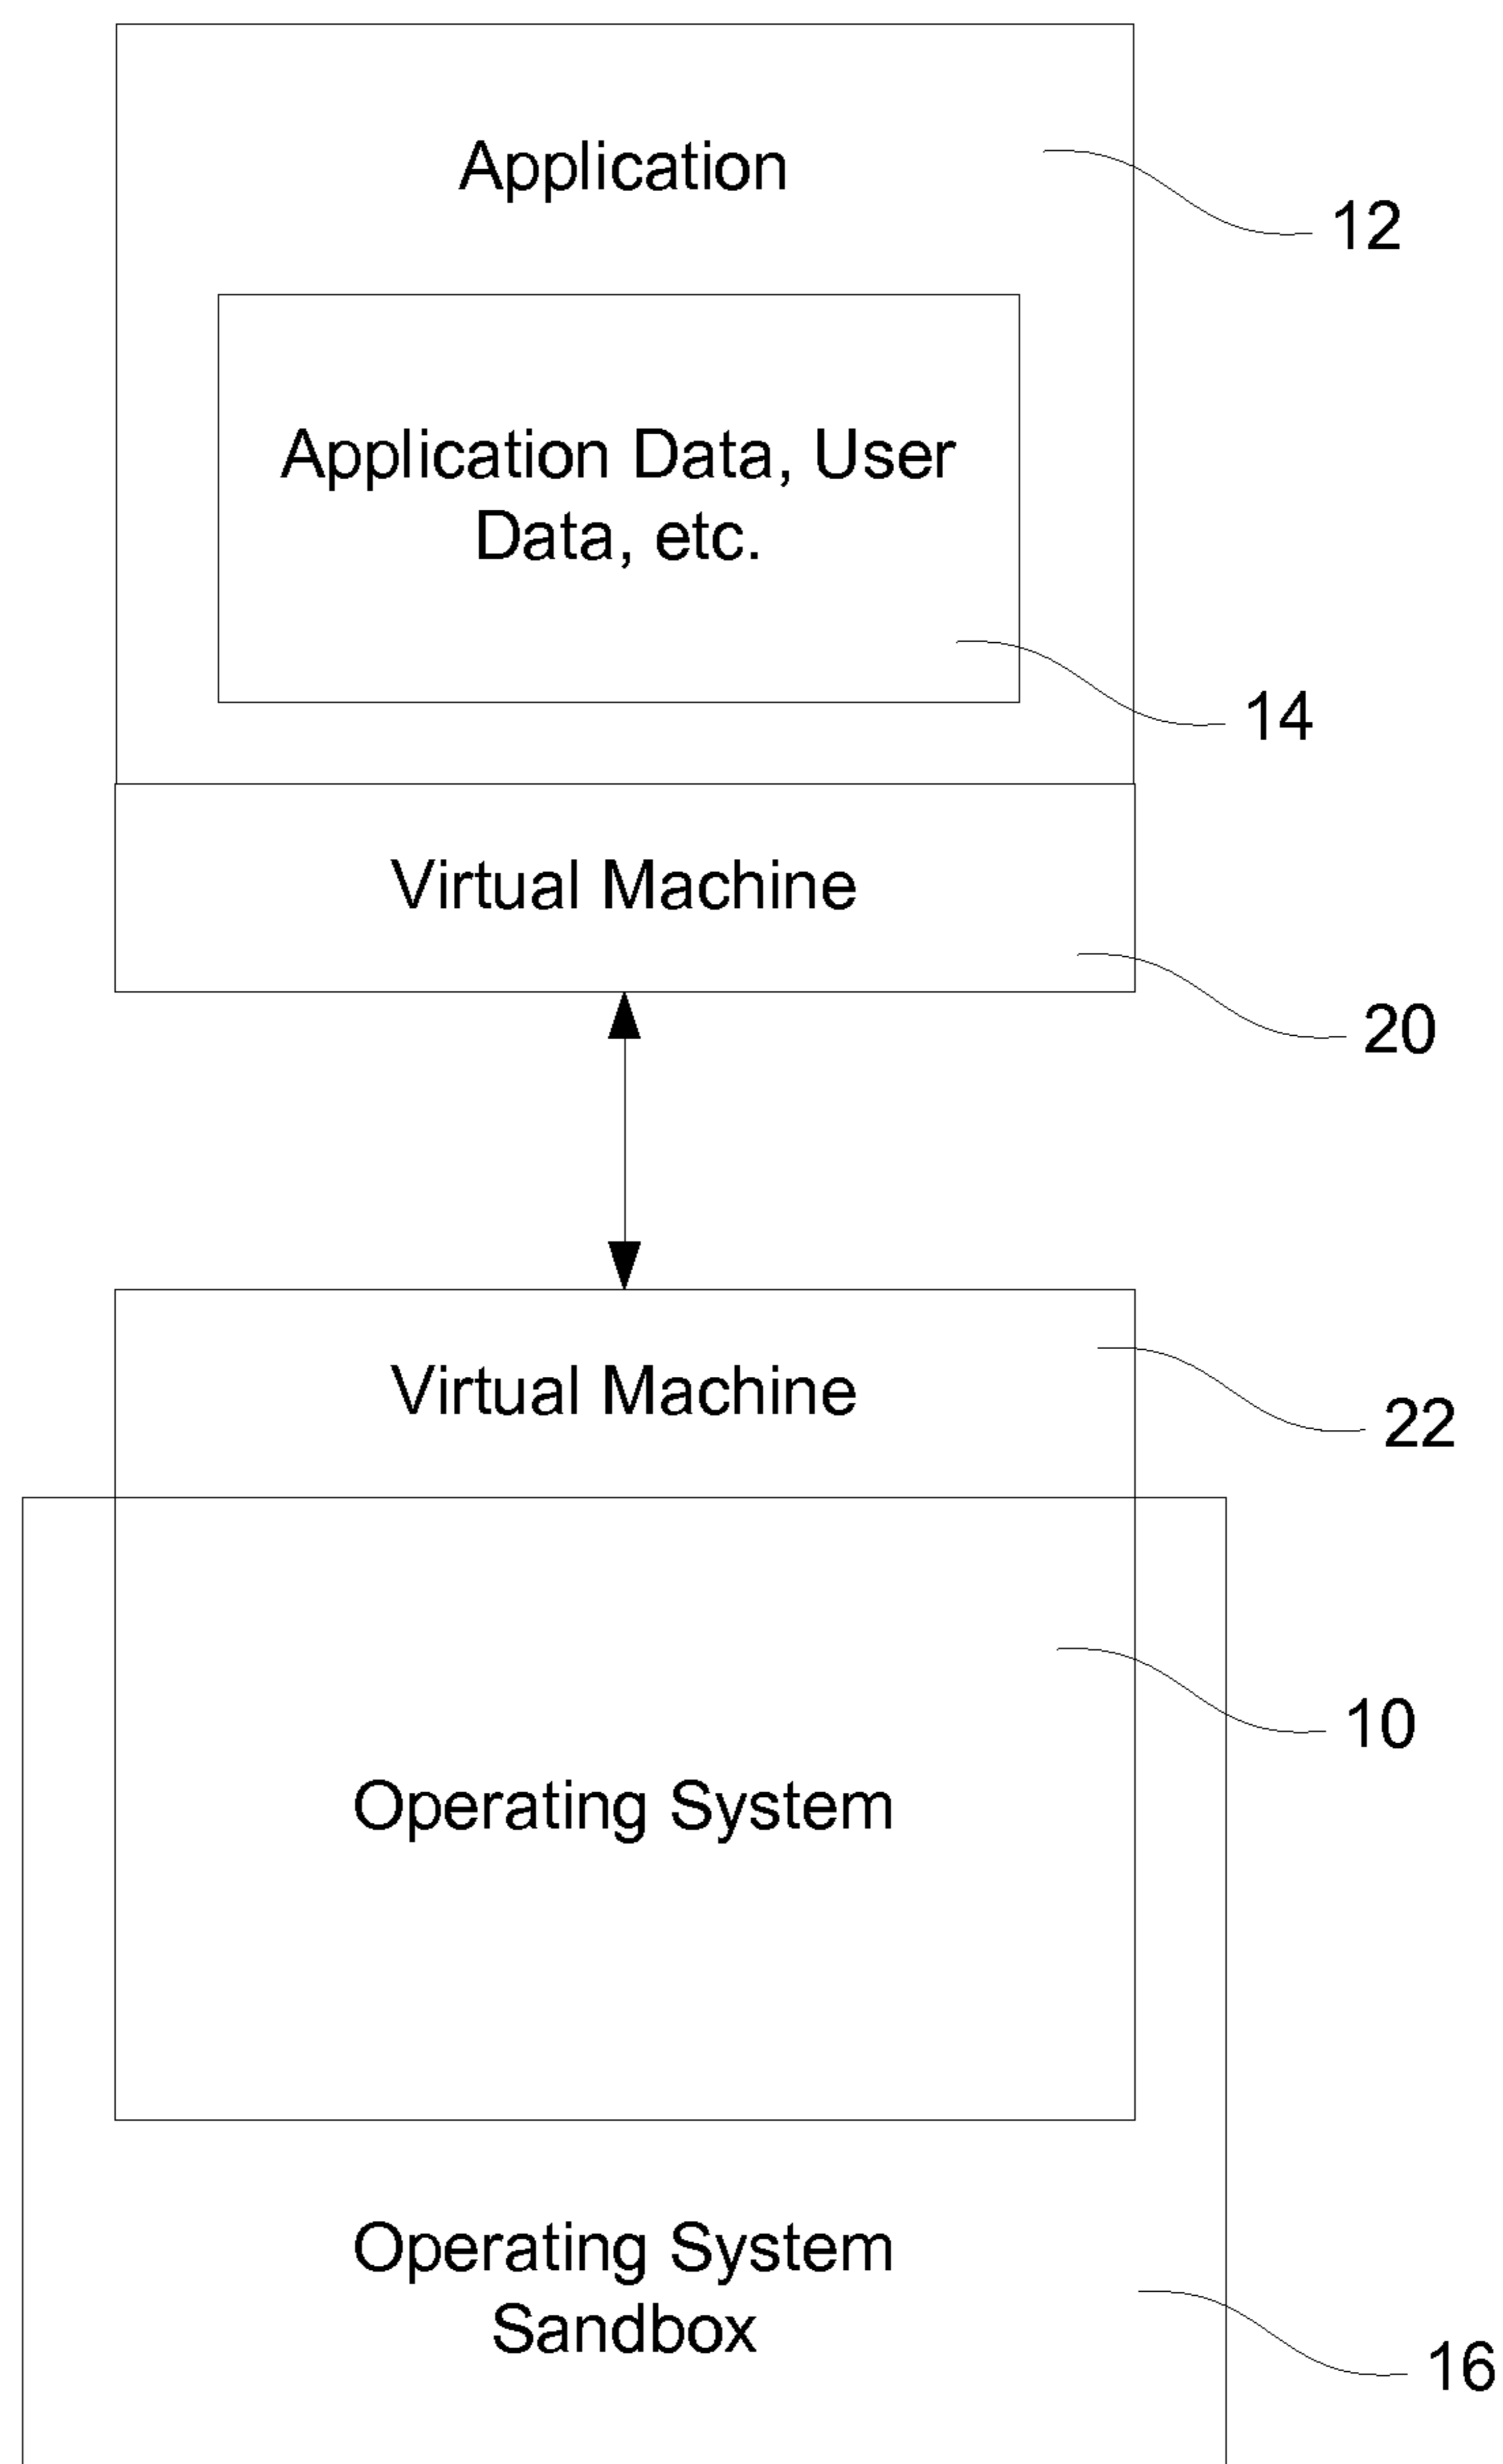 Application
12
Application Data, User
Data, etc.
14
Virtual Machine
20
Virtual Machine
22
10
Operating System
Operating System
Sandbox
16